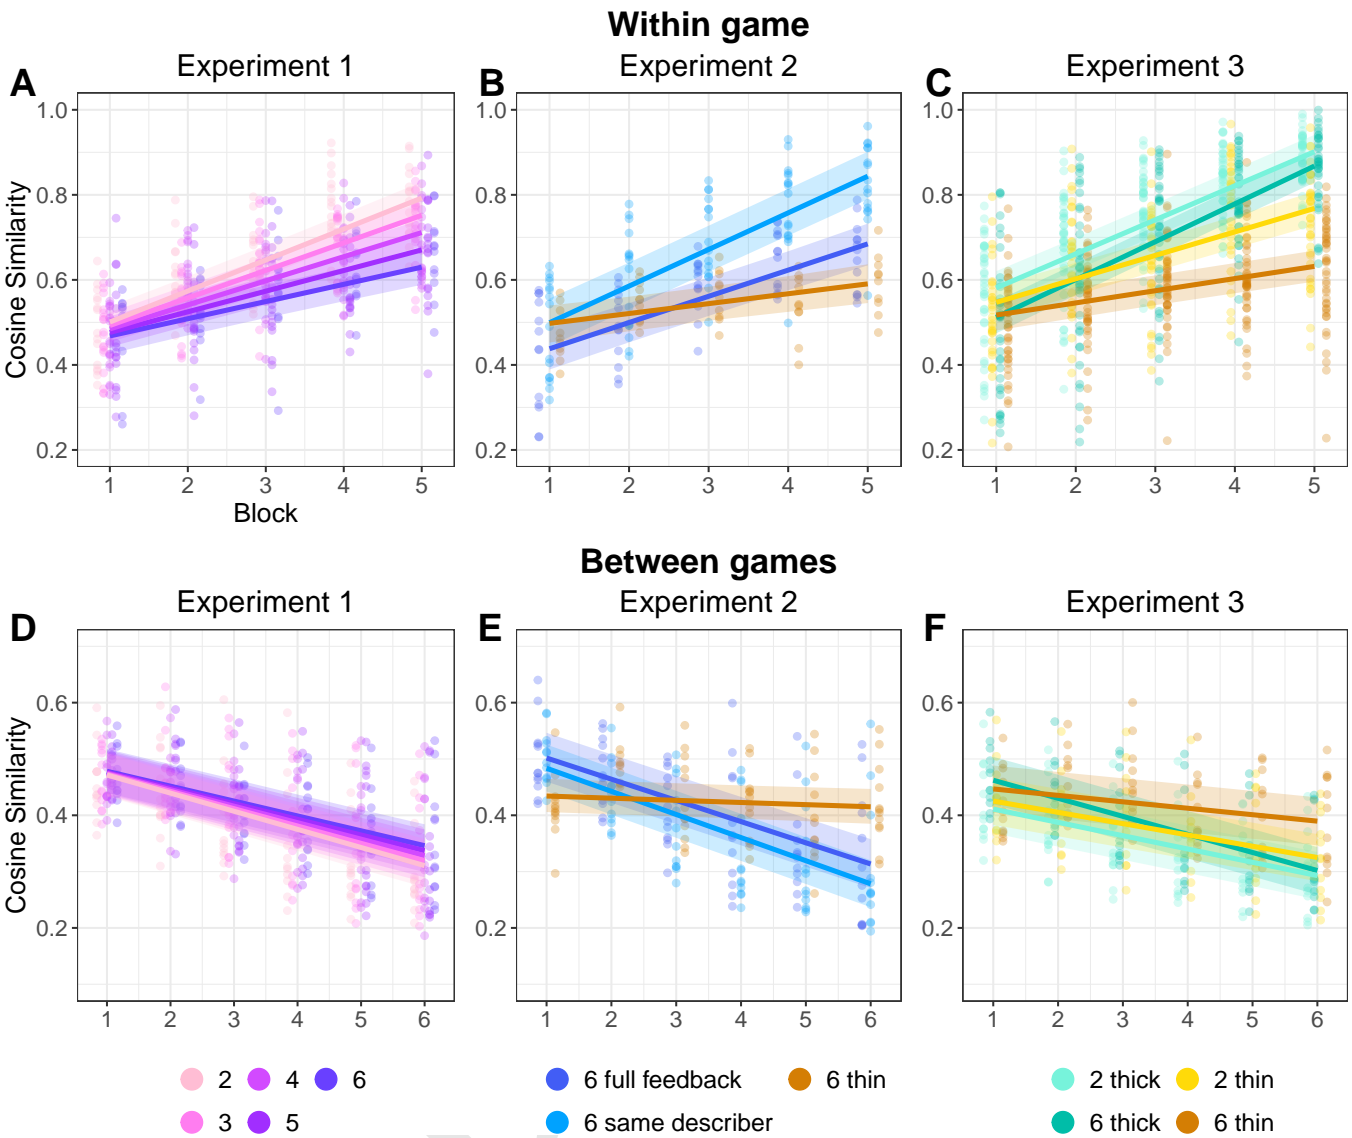 Within game
Experiment 1
Experiment 2
Experiment 3
A
B
C
1.0
0.8
0.6
0.4
0.2
Cosine Similarity
1 2 3 4 5
Block
1.0
0.8
0.6
0.4
0.2
1 2 3 4 5
1.0
0.8
0.6
0.4
0.2
1 2 3 4 5
Between games
Experiment 1
Experiment 2
Experiment 3
D
E
F
0.6
0.4
0.2
Cosine Similarity
1 2 3 4 5 6
0.6
0.4
0.2
1 2 3 4 5 6
0.6
0.4
0.2
1 2 3 4 5 6
2 4 6
3 5
6 full feedback 6 thin
6 same describer
2 thick 2 thin
6 thick 6 thin